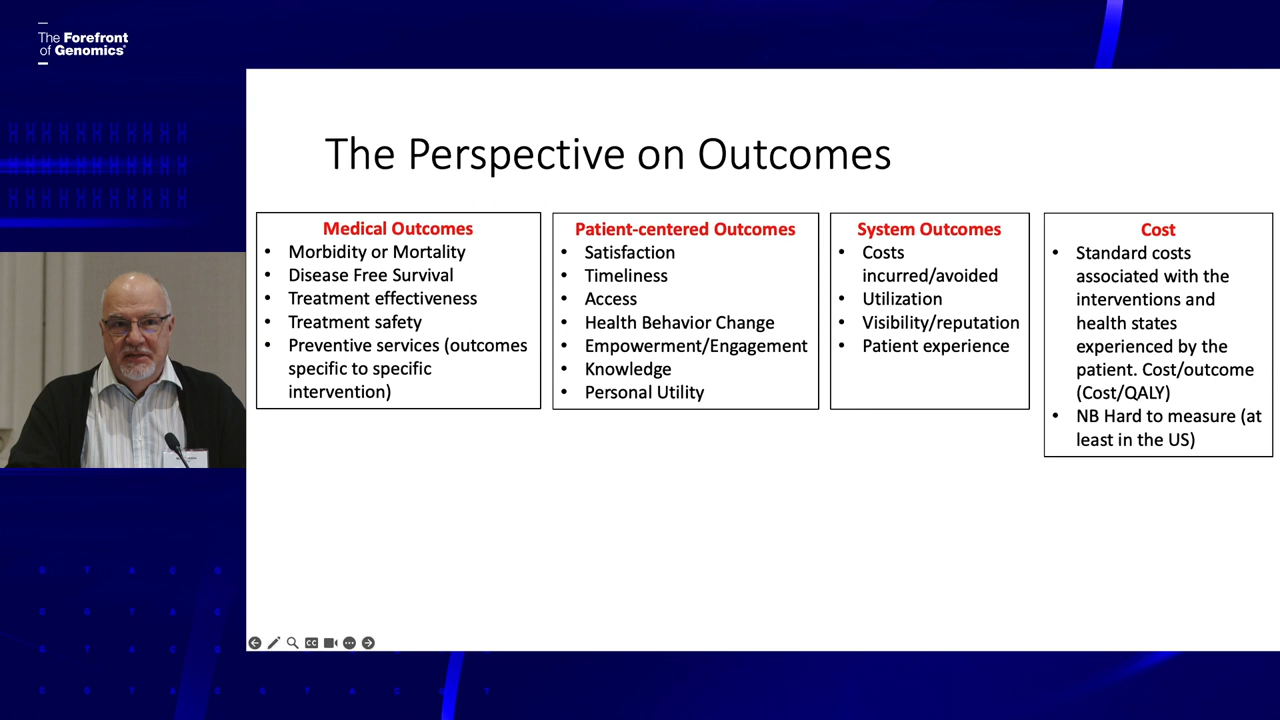 The Forefront
of Genomics®
The Perspective on Outcomes
Medical Outcomes
• Morbidity or Mortality
• Disease Free Survival
• Treatment effectiveness
• Treatment safety
• Preventive services (outcomes
specific to specific
intervention)
Patient-centered Outcomes
• Satisfaction
• Timeliness
• Access
• Health Behavior Change
• Empowerment/Engagement
• Knowledge
• Personal Utility
System Outcomes
• Costs
incurred/avoided
• Utilization
• Visibility/reputation
• Patient experience
Cost
• Standard costs
associated with the
interventions and
health states
experienced by the
patient. Cost/outcome
(Cost/QALY)
• NB Hard to measure (at
least in the US)
CC